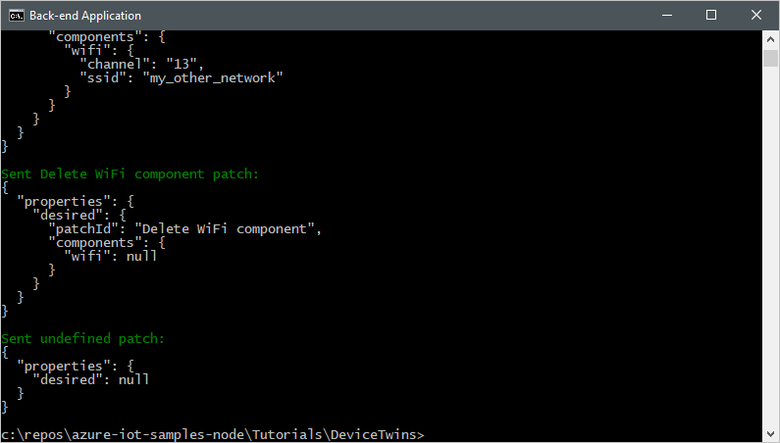 Back-end Application
      "components": {
        "wifi": {
          "channel": "13",
          "ssid": "my_other_network"
        }
      }
    }
  }
}
Sent Delete WiFi component patch:
{
  "properties": {
    "desired": {
      "patchId": "Delete WiFi component",
      "components": {
        "wifi": null
      }
    }
  }
}
Sent undefined patch:
{
  "properties": {
    "desired": null
  }
}
c:\repos\azure-iot-samples-node\Tutorials\DeviceTwins>